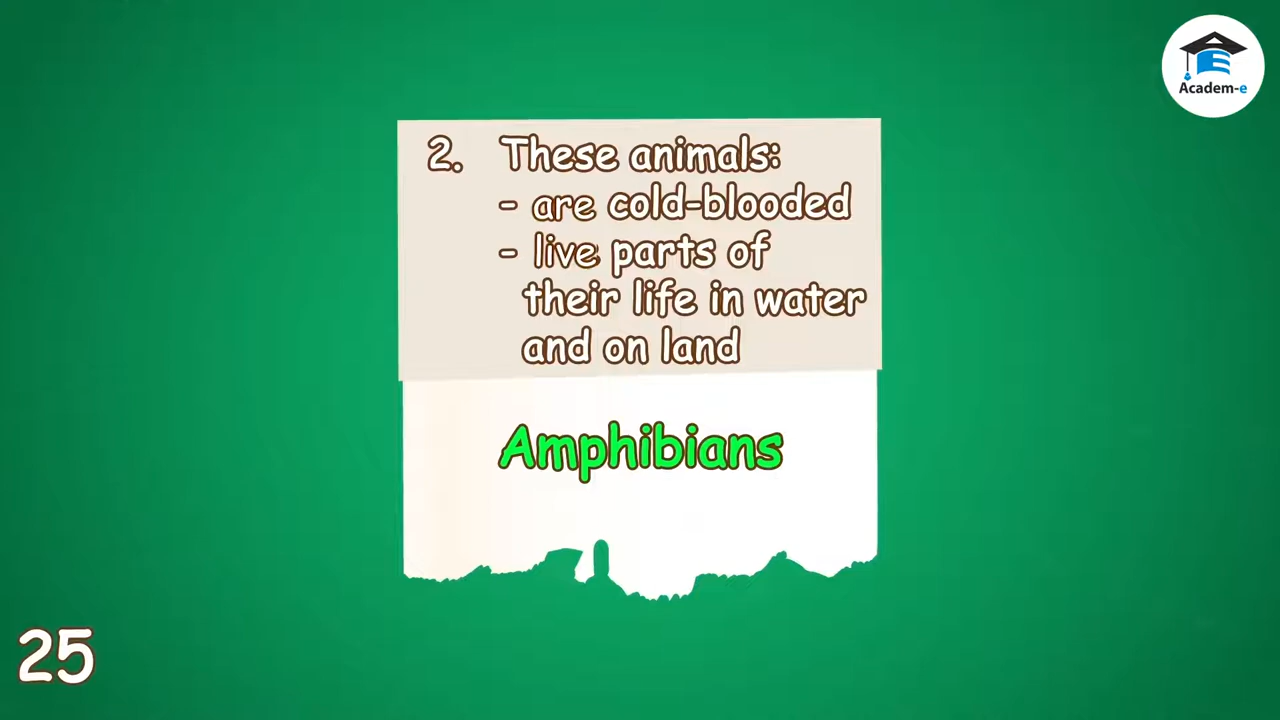 Academ-e
2. These animals:
- are cold-blooded
- live parts of
their life in water
and on land
Amphibians
25